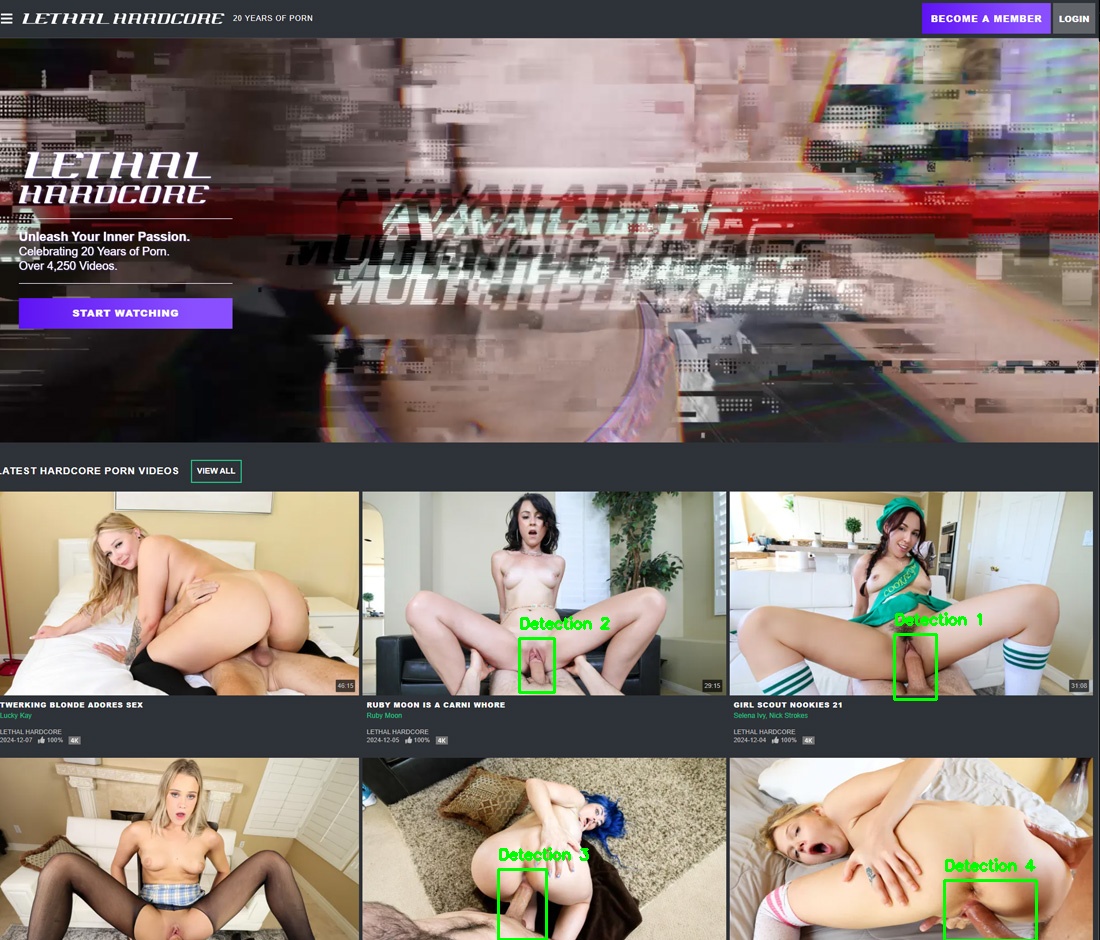 LETHAL HARDCORE 20 YEARS OF PORN
BECOME A MEMBER LOGIN
LETHAL
HARDCORE
AVAILABLE
MULTIPLE
Unleash Your Inner Passion.
Celebrating 20 Years of Porn.
Over 4,250 Videos.
START WATCHING
LATEST HARDCORE PORN VIDEOS VIEW ALL
Detection 2
Detection 1
46:15
29:15
31:08
TWERKING BLONDE ADORES SEX
Lucky Kay
LETHAL HARDCORE
2024-12-07 100% 4K
RUBY MOON IS A CARNI WHORE
Ruby Moon
LETHAL HARDCORE
2024-12-05 100% 4K
GIRL SCOUT NOOKIES 21
Selena Ivy, Nick Strokes
LETHAL HARDCORE
2024-12-04 100% 4K
Detection 3
Detection 4